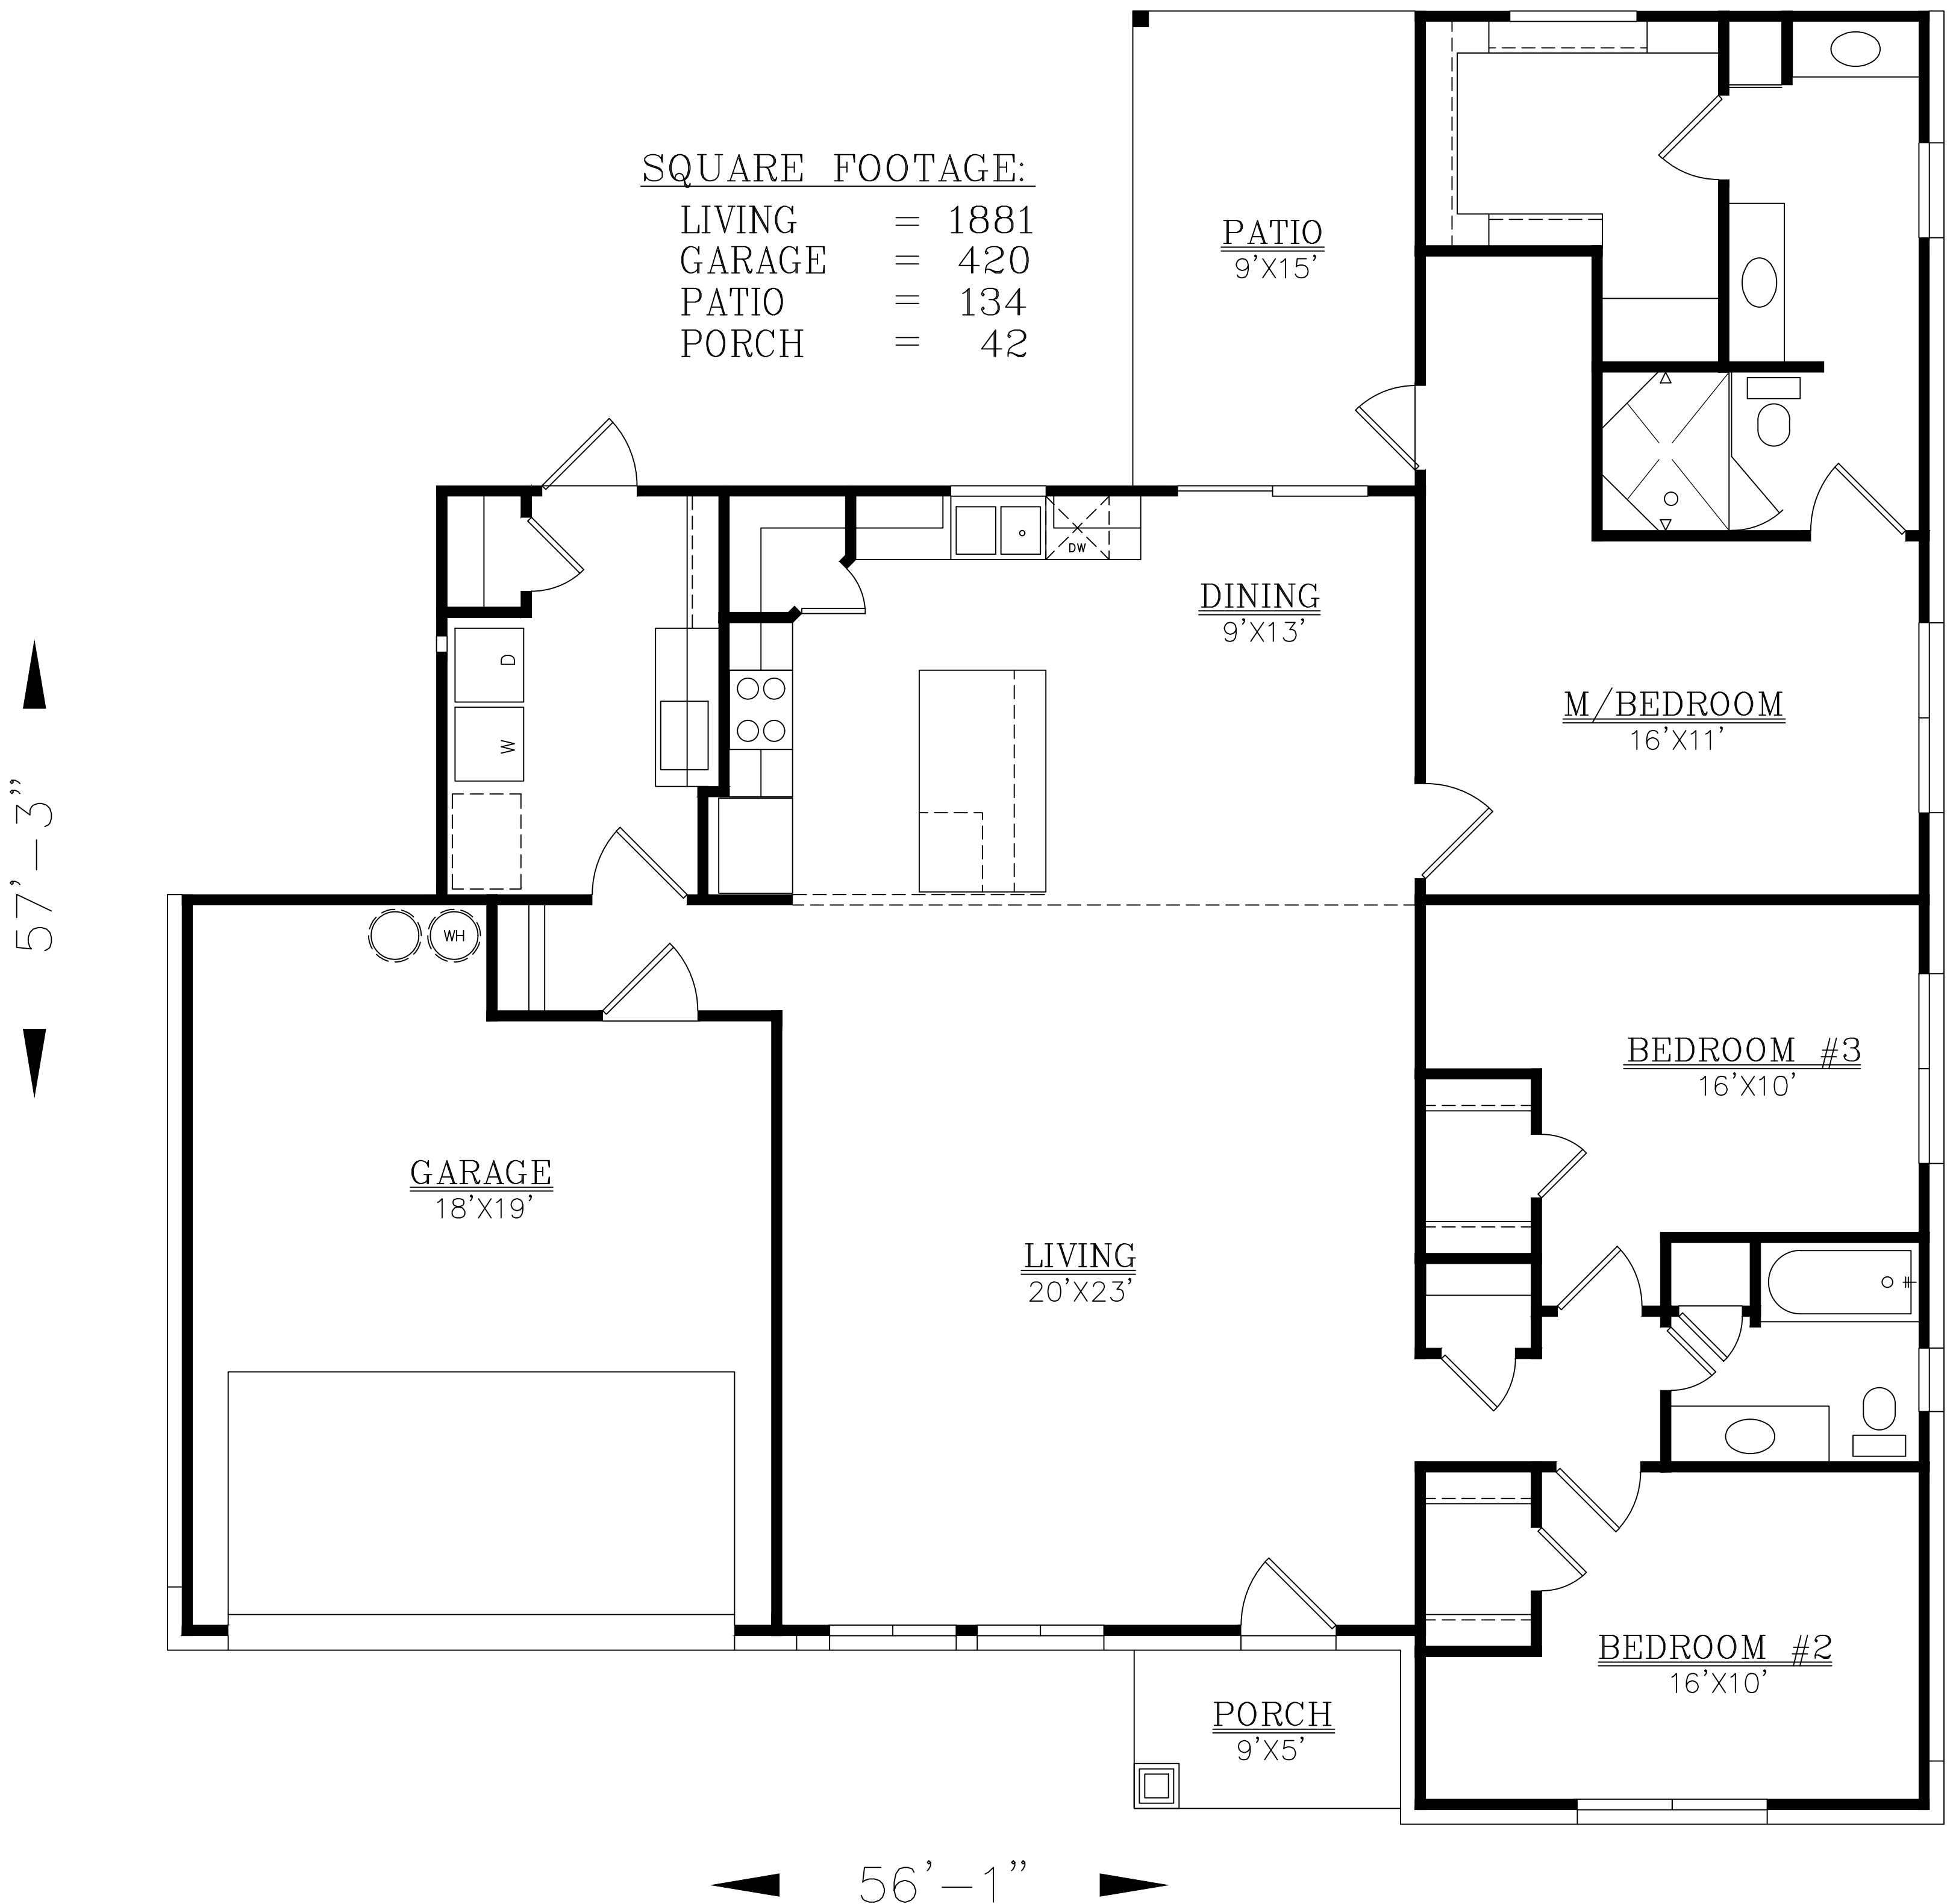 SQUARE FOOTAGE:
LIVING = 1881
GARAGE = 420
PATIO = 134
PORCH = 42
PATIO
9'X15'
DW
DINING
9'X13'
D
W
M/BEDROOM
16'X11'
57'-3"
WH
BEDROOM #3
16'X10'
GARAGE
18'X19'
LIVING
20'X23'
BEDROOM #2
16'X10'
PORCH
9'X5'
56'-1"